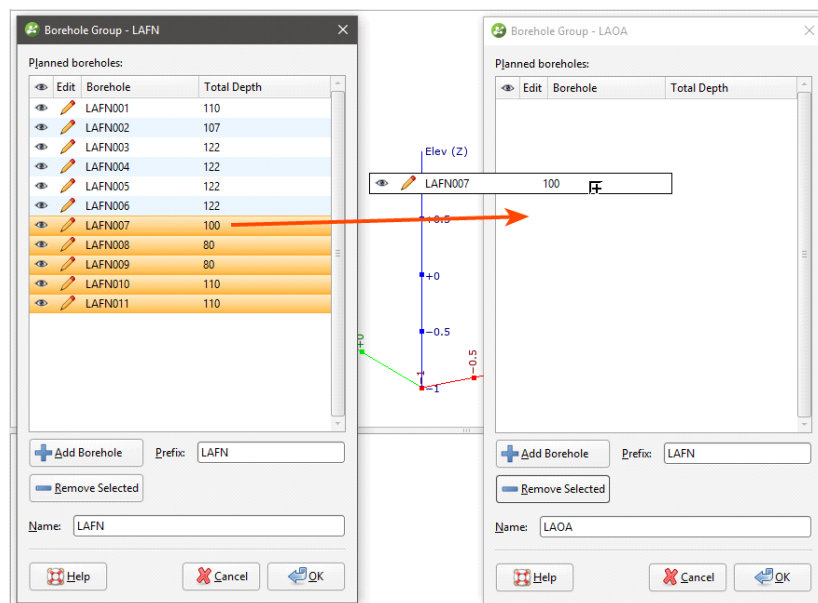 Borehole Group - LAFN
Planned boreholes:
Edit Borehole Total Depth
LAFN001 110
LAFN002 107
LAFN003 122
LAFN004 122
LAFN005 122
LAFN006 122
LAFN007 100
LAFN008 80
LAFN009 80
LAFN010 110
LAFN011 110
Add Borehole Prefix: LAFN
Remove Selected
Name: LAFN
Help Cancel OK
Elev (Z)
LAFN007 100
+0.5
+0
−0.5
−1
+0
−1
−0.5
Borehole Group - LAOA
Planned boreholes:
Edit Borehole Total Depth
Add Borehole Prefix: LAFN
Remove Selected
Name: LAOA
Help Cancel OK